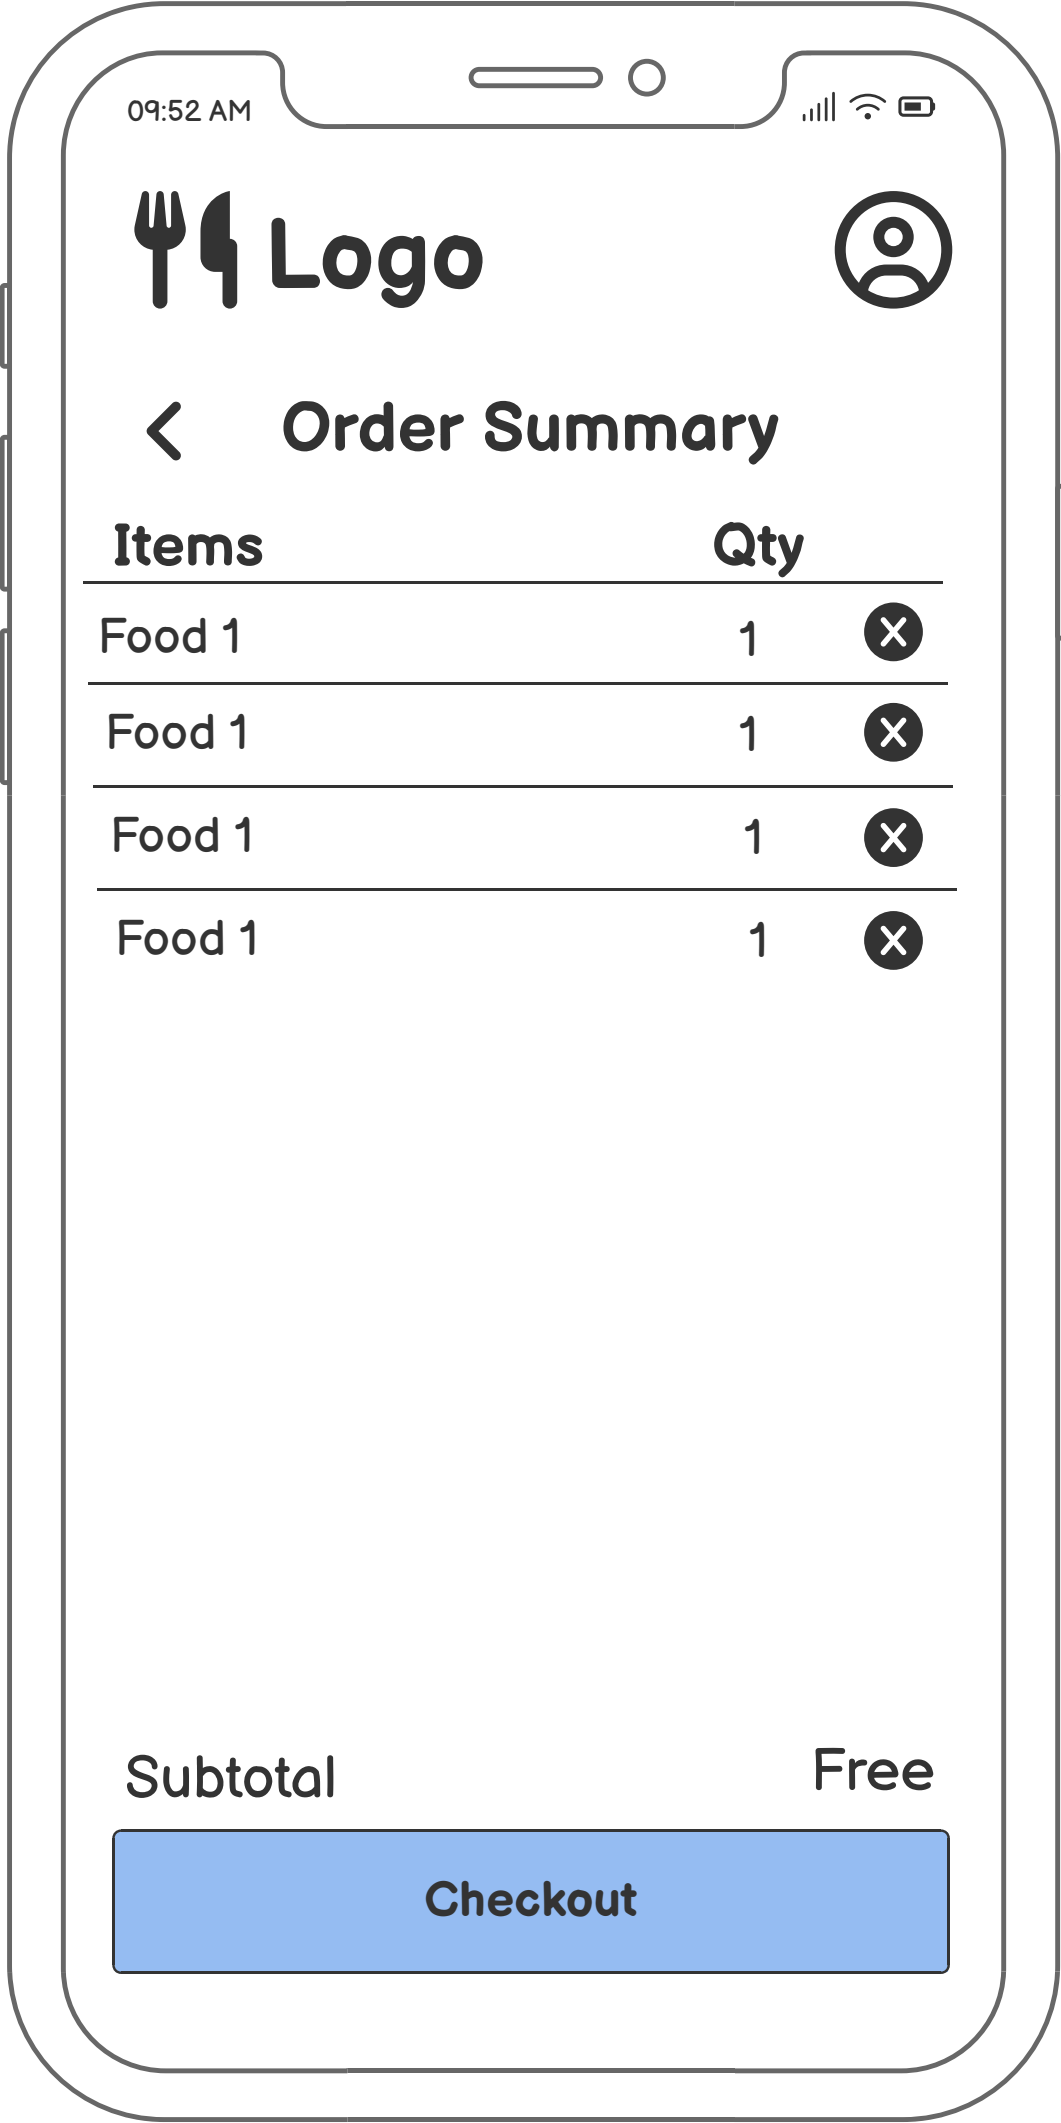 09:52 AM
Logo
Order Summary
Items Qty
Food 1 1 X
Food 1 1 X
Food 1 1 X
Food 1 1 X
Subtotal Free
Checkout